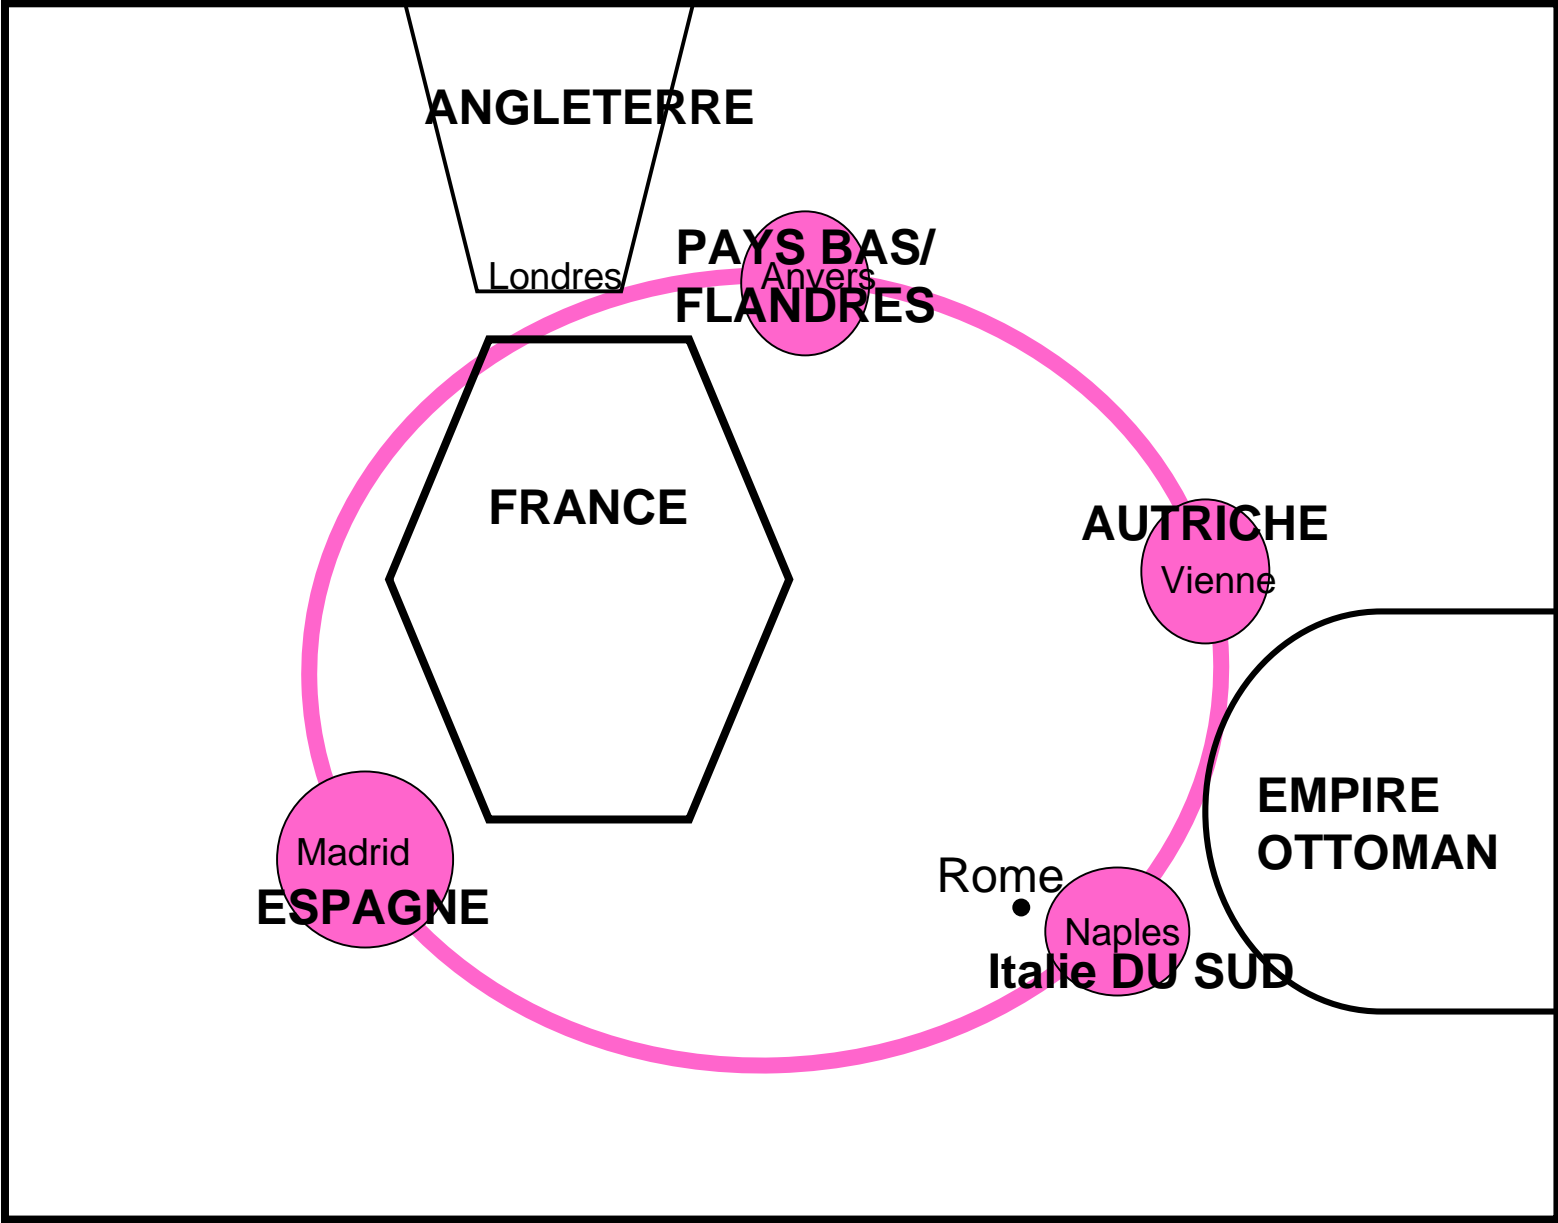 ANGLETERRE
Londres
PAYS BAS/
Anvers
FLANDRES
FRANCE
AUTRICHE
Vienne
EMPIRE
OTTOMAN
Madrid
ESPAGNE
Rome
Naples
Italie DU SUD